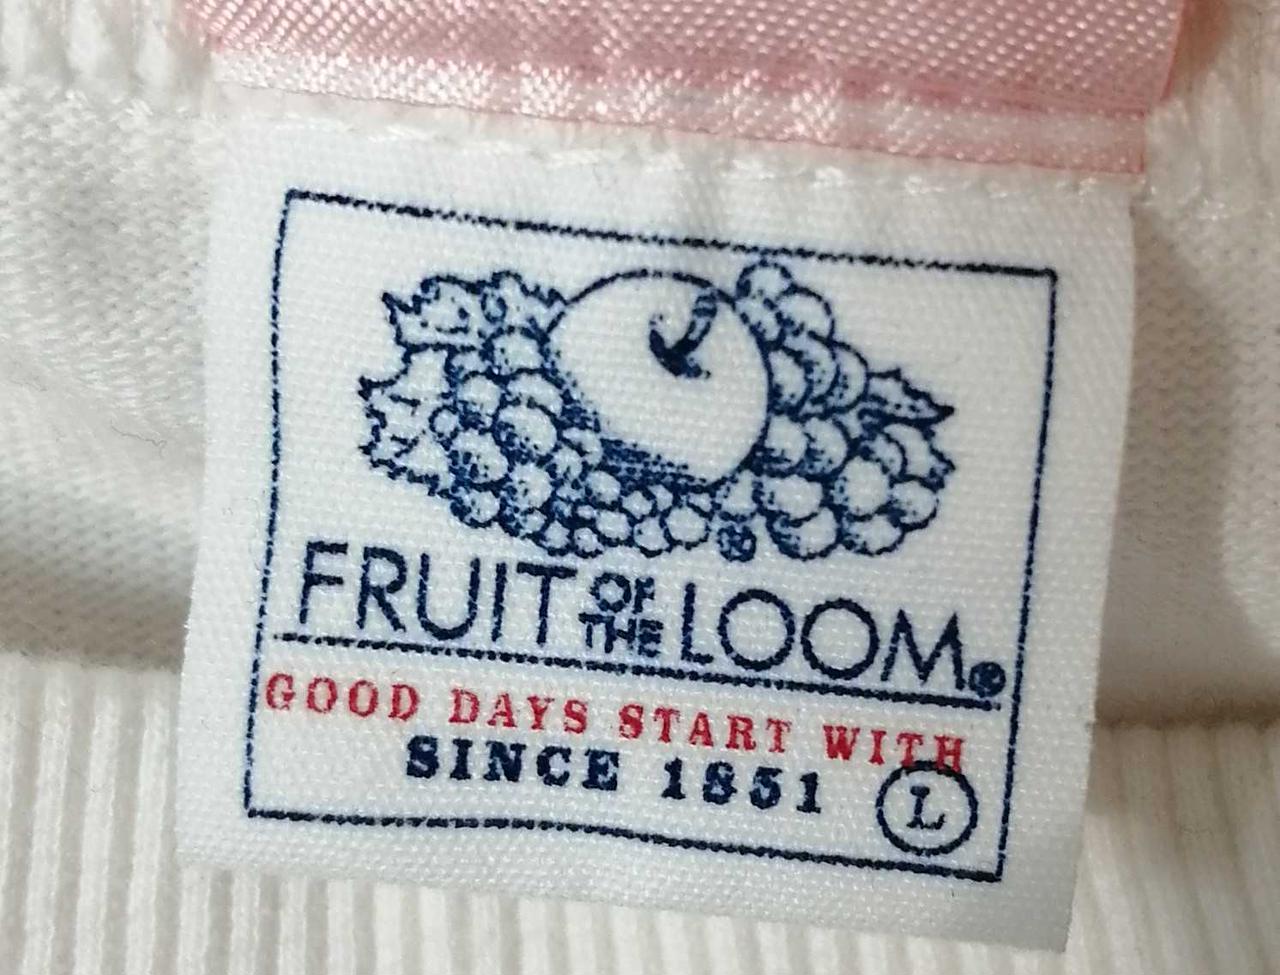 FRUIT OF THE LOOM®
GOOD DAYS START WITH
SINCE 1851
L